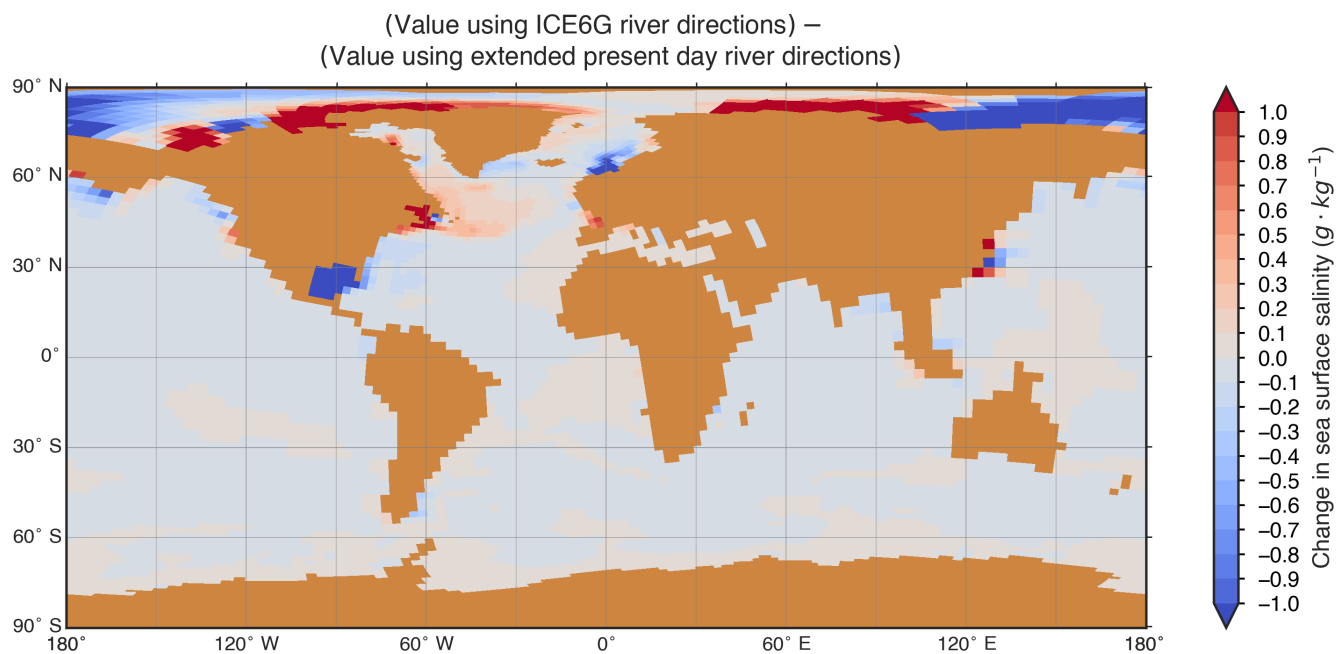 (Value using ICE6G river directions) −
(Value using extended present day river directions)
90° N
60° N
30° N
0°
30° S
60° S
90° S
180° 120° W 60° W 0° 60° E 120° E 180°
1.0
0.9
0.8
0.7
0.6
0.5
0.4
0.3
0.2
0.1
0.0
−0.1
−0.2
−0.3
−0.4
−0.5
−0.6
−0.7
−0.8
−0.9
−1.0
Change in sea surface salinity (g · kg⁻¹)